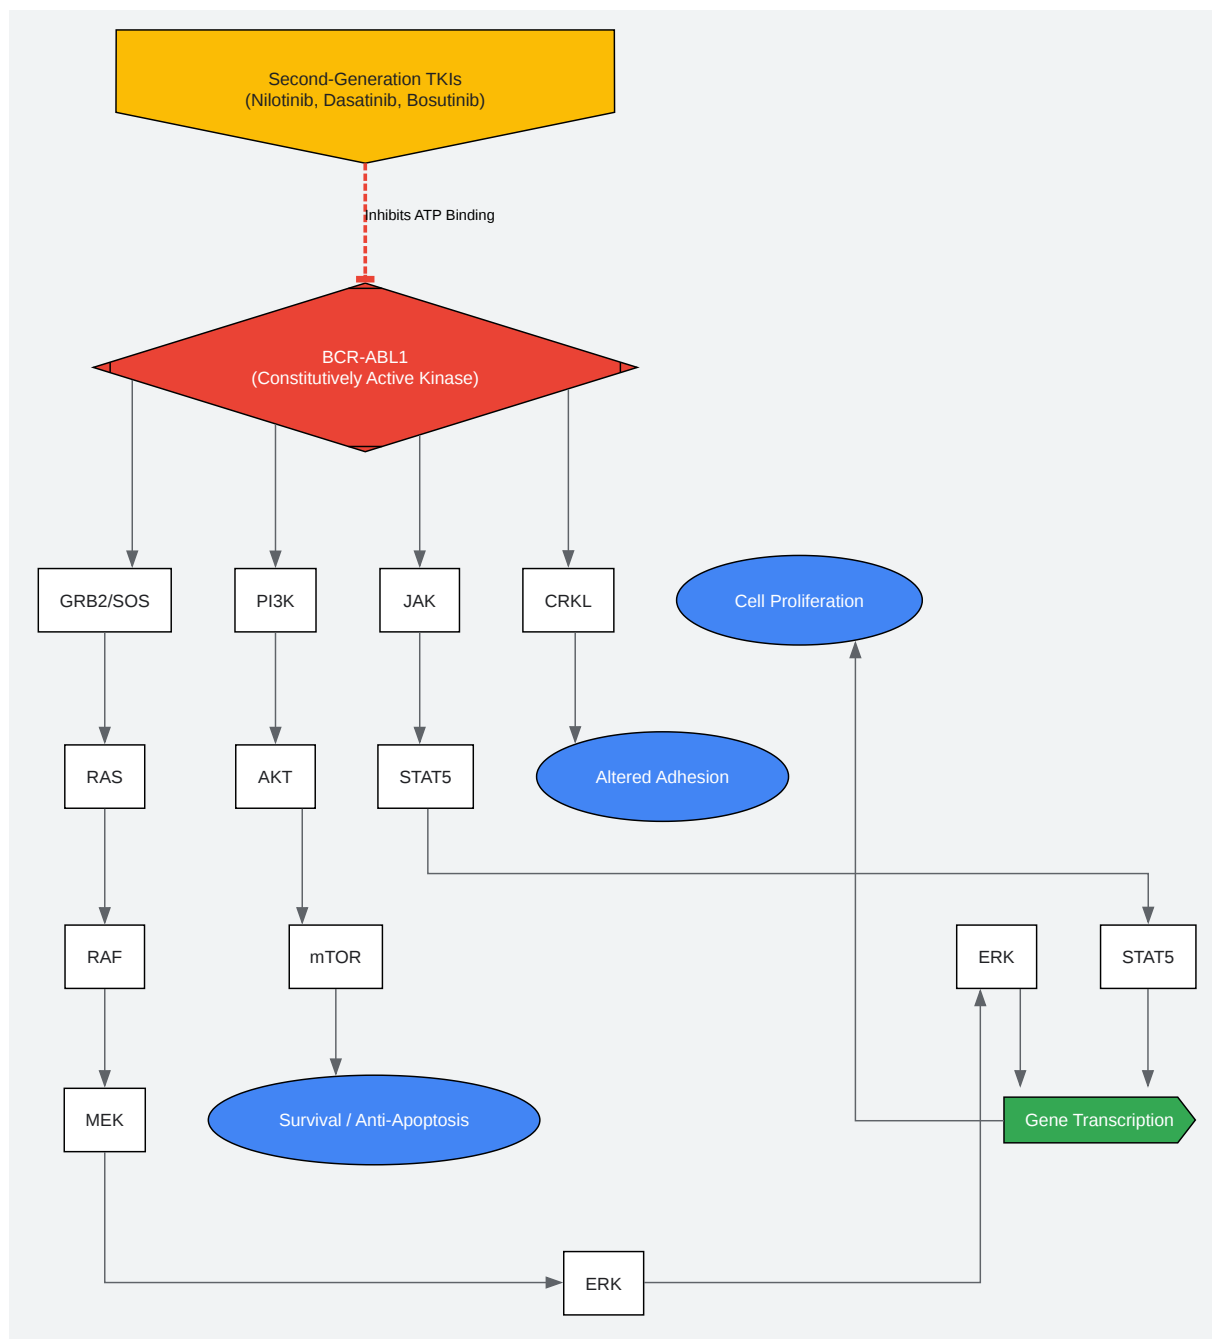 Second-Generation TKIs
(Nilotinib, Dasatinib, Bosutinib)
Inhibits ATP Binding
BCR-ABL1
(Constitutively Active Kinase)
GRB2/SOS
PI3K
JAK
CRKL
Cell Proliferation
RAS
AKT
STAT5
Altered Adhesion
RAF
mTOR
ERK
STAT5
MEK
Survival / Anti-Apoptosis
Gene Transcription
ERK